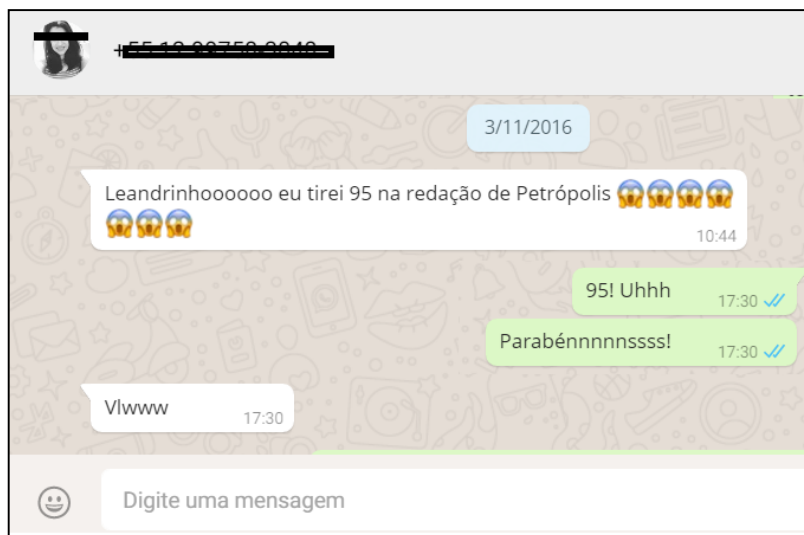 3/11/2016
Leandrinhoooooo eu tirei 95 na redação de Petrópolis 😱😱😱😱
😱😱😱
10:44
95! Uhhh 17:30
Parabénnnnnssss! 17:30
Vlwww 17:30
Digite uma mensagem